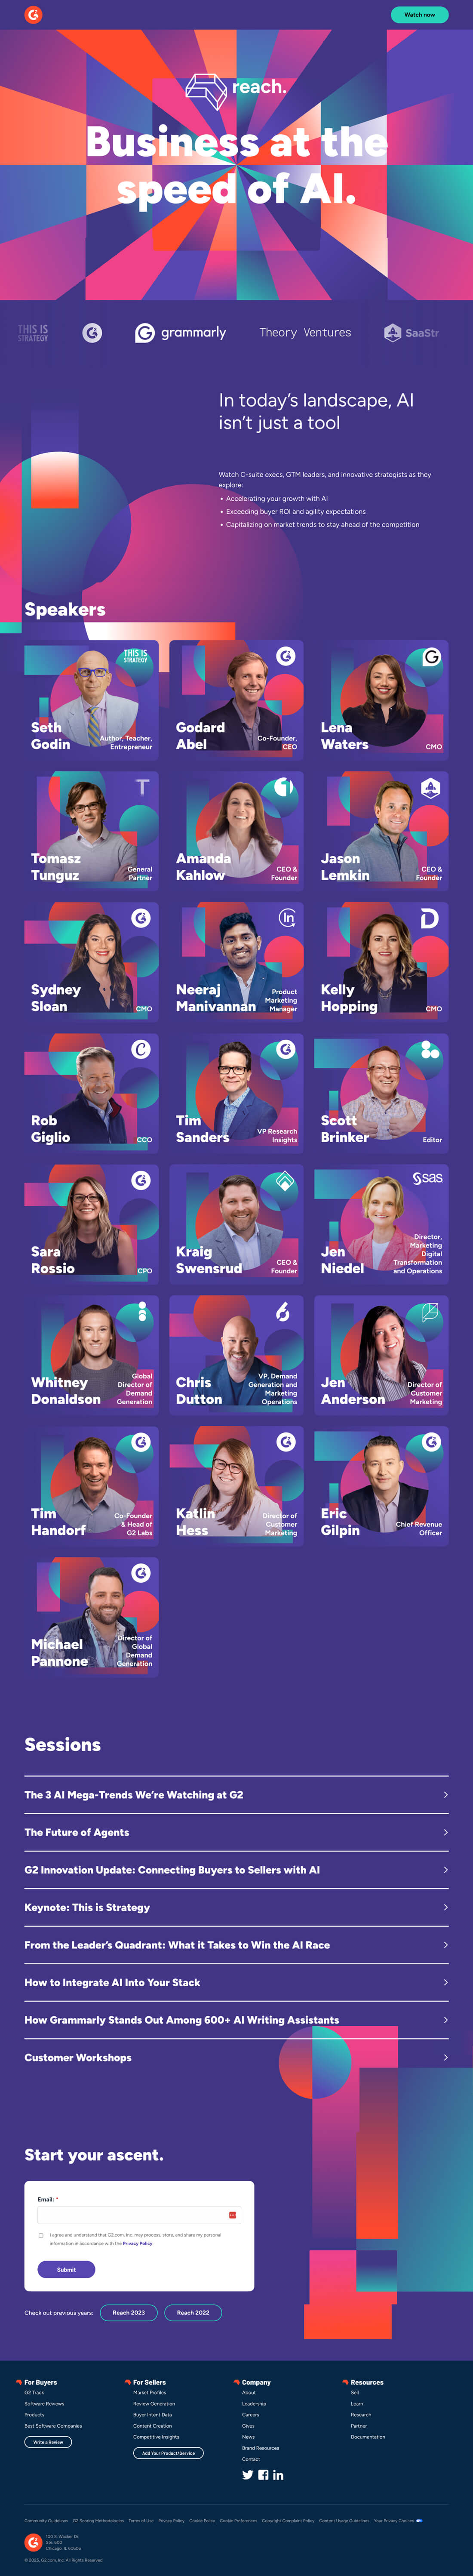 Watch now
reach.
Business at the
speed of AI.
THIS IS
STRATEGY
grammarly
Theory Ventures
SaaStr
In today's landscape, AI
isn't just a tool
Watch C-suite execs, GTM leaders, and innovative strategists as they
explore:
• Accelerating your growth with AI
• Exceeding buyer ROI and agility expectations
• Capitalizing on market trends to stay ahead of the competition
Speakers
THIS IS
STRATEGY
Seth
Godin
Author, Teacher,
Entrepreneur
Godard
Abel
Co-Founder,
CEO
Lena
Waters
CMO
Tomasz
Tunguz
General
Partner
Amanda
Kahlow
CEO &
Founder
Jason
Lemkin
CEO &
Founder
Sydney
Sloan
CMO
Neeraj
Manivannan
Product
Marketing
Manager
Kelly
Hopping
CMO
Rob
Giglio
CCO
Tim
Sanders
VP Research
Insights
Scott
Brinker
Editor
Sara
Rossio
CPO
Kraig
Swensrud
CEO &
Founder
sas
Jen
Niedel
Director,
Marketing
Digital
Transformation
and Operations
Whitney
Donaldson
Global
Director of
Demand
Generation
Chris
Dutton
VP, Demand
Generation and
Marketing
Operations
Jen
Anderson
Director of
Customer
Marketing
Tim
Handorf
Co-Founder
& Head of
G2 Labs
Katlin
Hess
Director of
Customer
Marketing
Eric
Gilpin
Chief Revenue
Officer
Michael
Pannone
Director of
Global
Demand
Generation
Sessions
The 3 AI Mega-Trends We're Watching at G2
The Future of Agents
G2 Innovation Update: Connecting Buyers to Sellers with AI
Keynote: This is Strategy
From the Leader's Quadrant: What it Takes to Win the AI Race
How to Integrate AI Into Your Stack
How Grammarly Stands Out Among 600+ AI Writing Assistants
Customer Workshops
Start your ascent.
Email: *
I agree and understand that G2.com, Inc. may process, store, and share my personal
information in accordance with the Privacy Policy.
Submit
Check out previous years:
Reach 2023
Reach 2022
For Buyers
G2 Track
Software Reviews
Products
Best Software Companies
Write a Review
For Sellers
Market Profiles
Review Generation
Buyer Intent Data
Content Creation
Competitive Insights
Add Your Product/Service
Company
About
Leadership
Careers
Gives
News
Brand Resources
Contact
Resources
Sell
Learn
Research
Partner
Documentation
Community Guidelines G2 Scoring Methodologies Terms of Use Privacy Policy Cookie Policy Cookie Preferences Copyright Complaint Policy Content Usage Guidelines Your Privacy Choices
100 S. Wacker Dr.
Ste. 600
Chicago, IL 60606
© 2025, G2.com, Inc. All Rights Reserved.